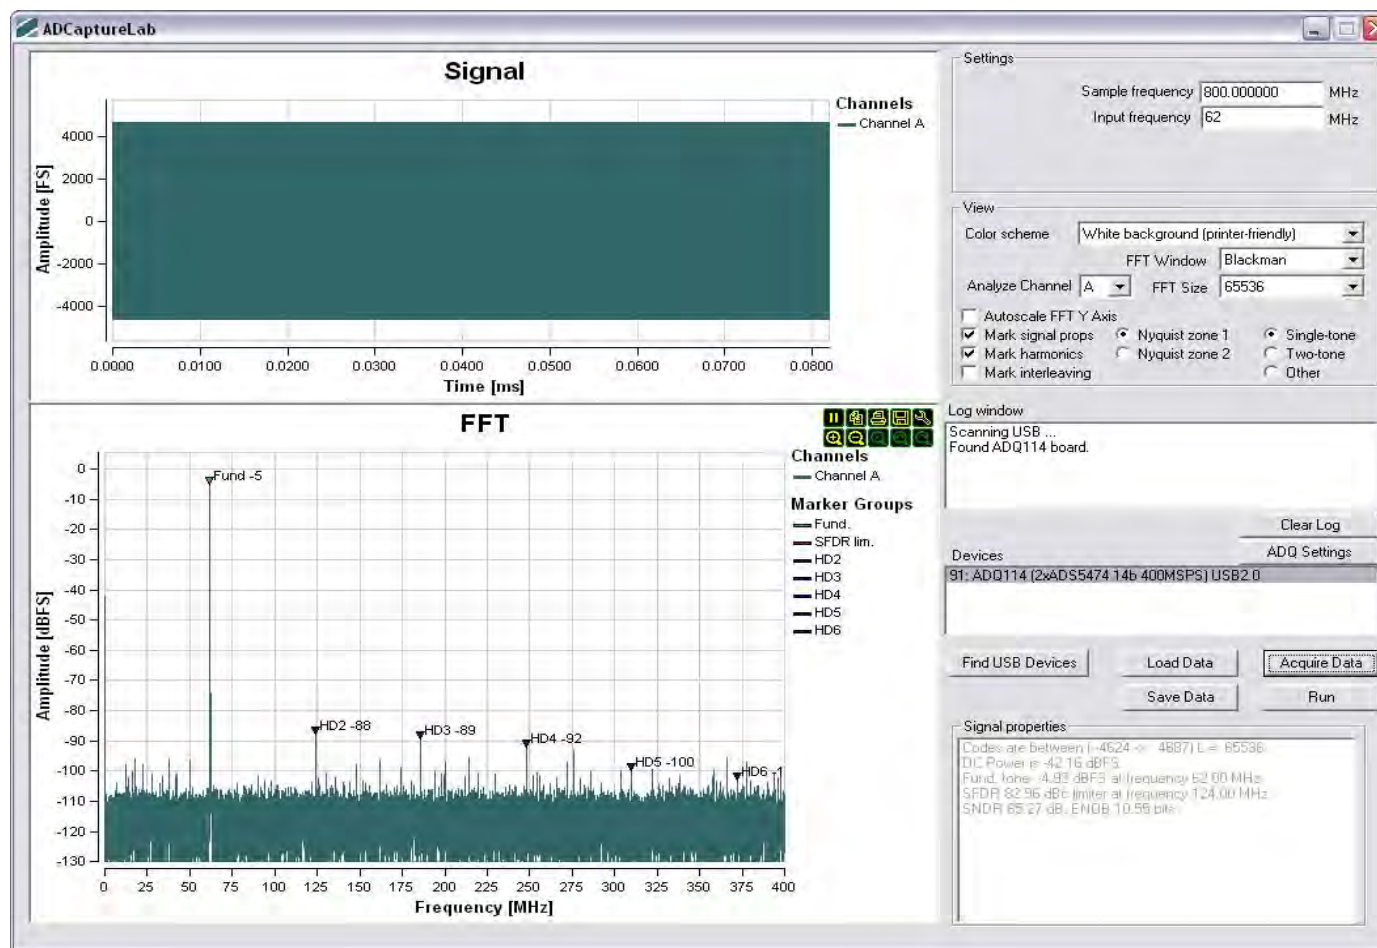 ADCaptureLab
Signal
Amplitude [FS]
4000
2000
0
-2000
-4000
0.0000 0.0100 0.0200 0.0300 0.0400 0.0500 0.0600 0.0700 0.0800
Time [ms]
Channels
Channel A
FFT
Amplitude [dBFS]
0
-10
-20
-30
-40
-50
-60
-70
-80
-90
-100
-110
-120
-130
Fund -5
HD2 -88
HD3 -89
HD4 -92
HD5 -100
HD6 -1
0 25 50 75 100 125 150 175 200 225 250 275 300 325 350 375 400
Frequency [MHz]
Channels
Channel A
Marker Groups
Fund.
SFDR lim.
HD2
HD3
HD4
HD5
HD6
Settings
Sample frequency 800.000000 MHz
Input frequency 62 MHz
View
Color scheme White background (printer-friendly)
FFT Window Blackman
Analyze Channel A FFT Size 65536
Autoscale FFT Y Axis
Mark signal props Nyquist zone 1 Single-tone
Mark harmonics Nyquist zone 2 Two-tone
Mark interleaving Other
Log window
Scanning USB ...
Found ADQ114 board.
Clear Log
Devices ADQ Settings
91: ADQ114 (2xADS5474 14b 400MSPS) USB2.0
Find USB Devices Load Data Acquire Data
Save Data Run
Signal properties
Codes are between (-4624 -> 4687) L = 65536
DC Power is -42.16 dBFS
Fund. tone -4.93 dBFS at frequency 62.00 MHz
SFDR 82.96 dBc limiter at frequency 124.00 MHz
SNDR 65.27 dB, ENOB 10.55 bits